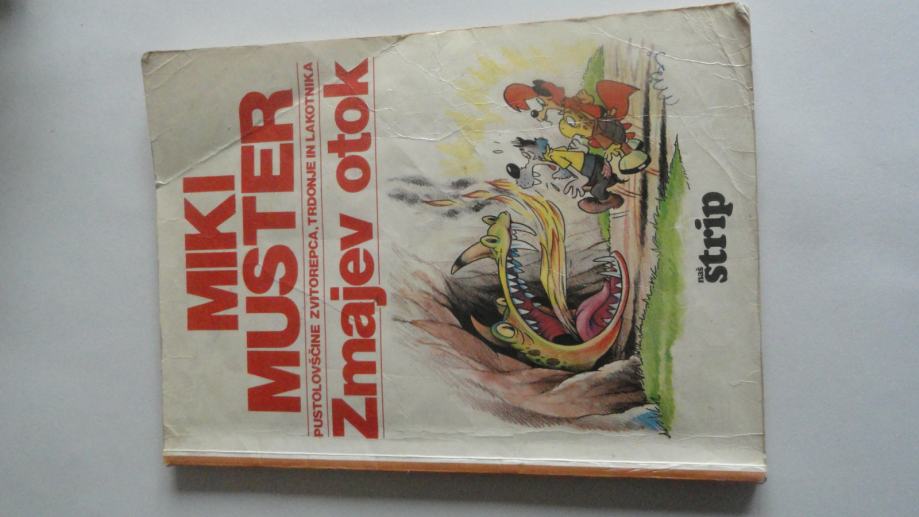 MIKI
MUSTER
PUSTOLOVŠČINE ZVITOREPCA, TRDONJE IN LAKOTNIKA
Zmajev otok
naš
strip